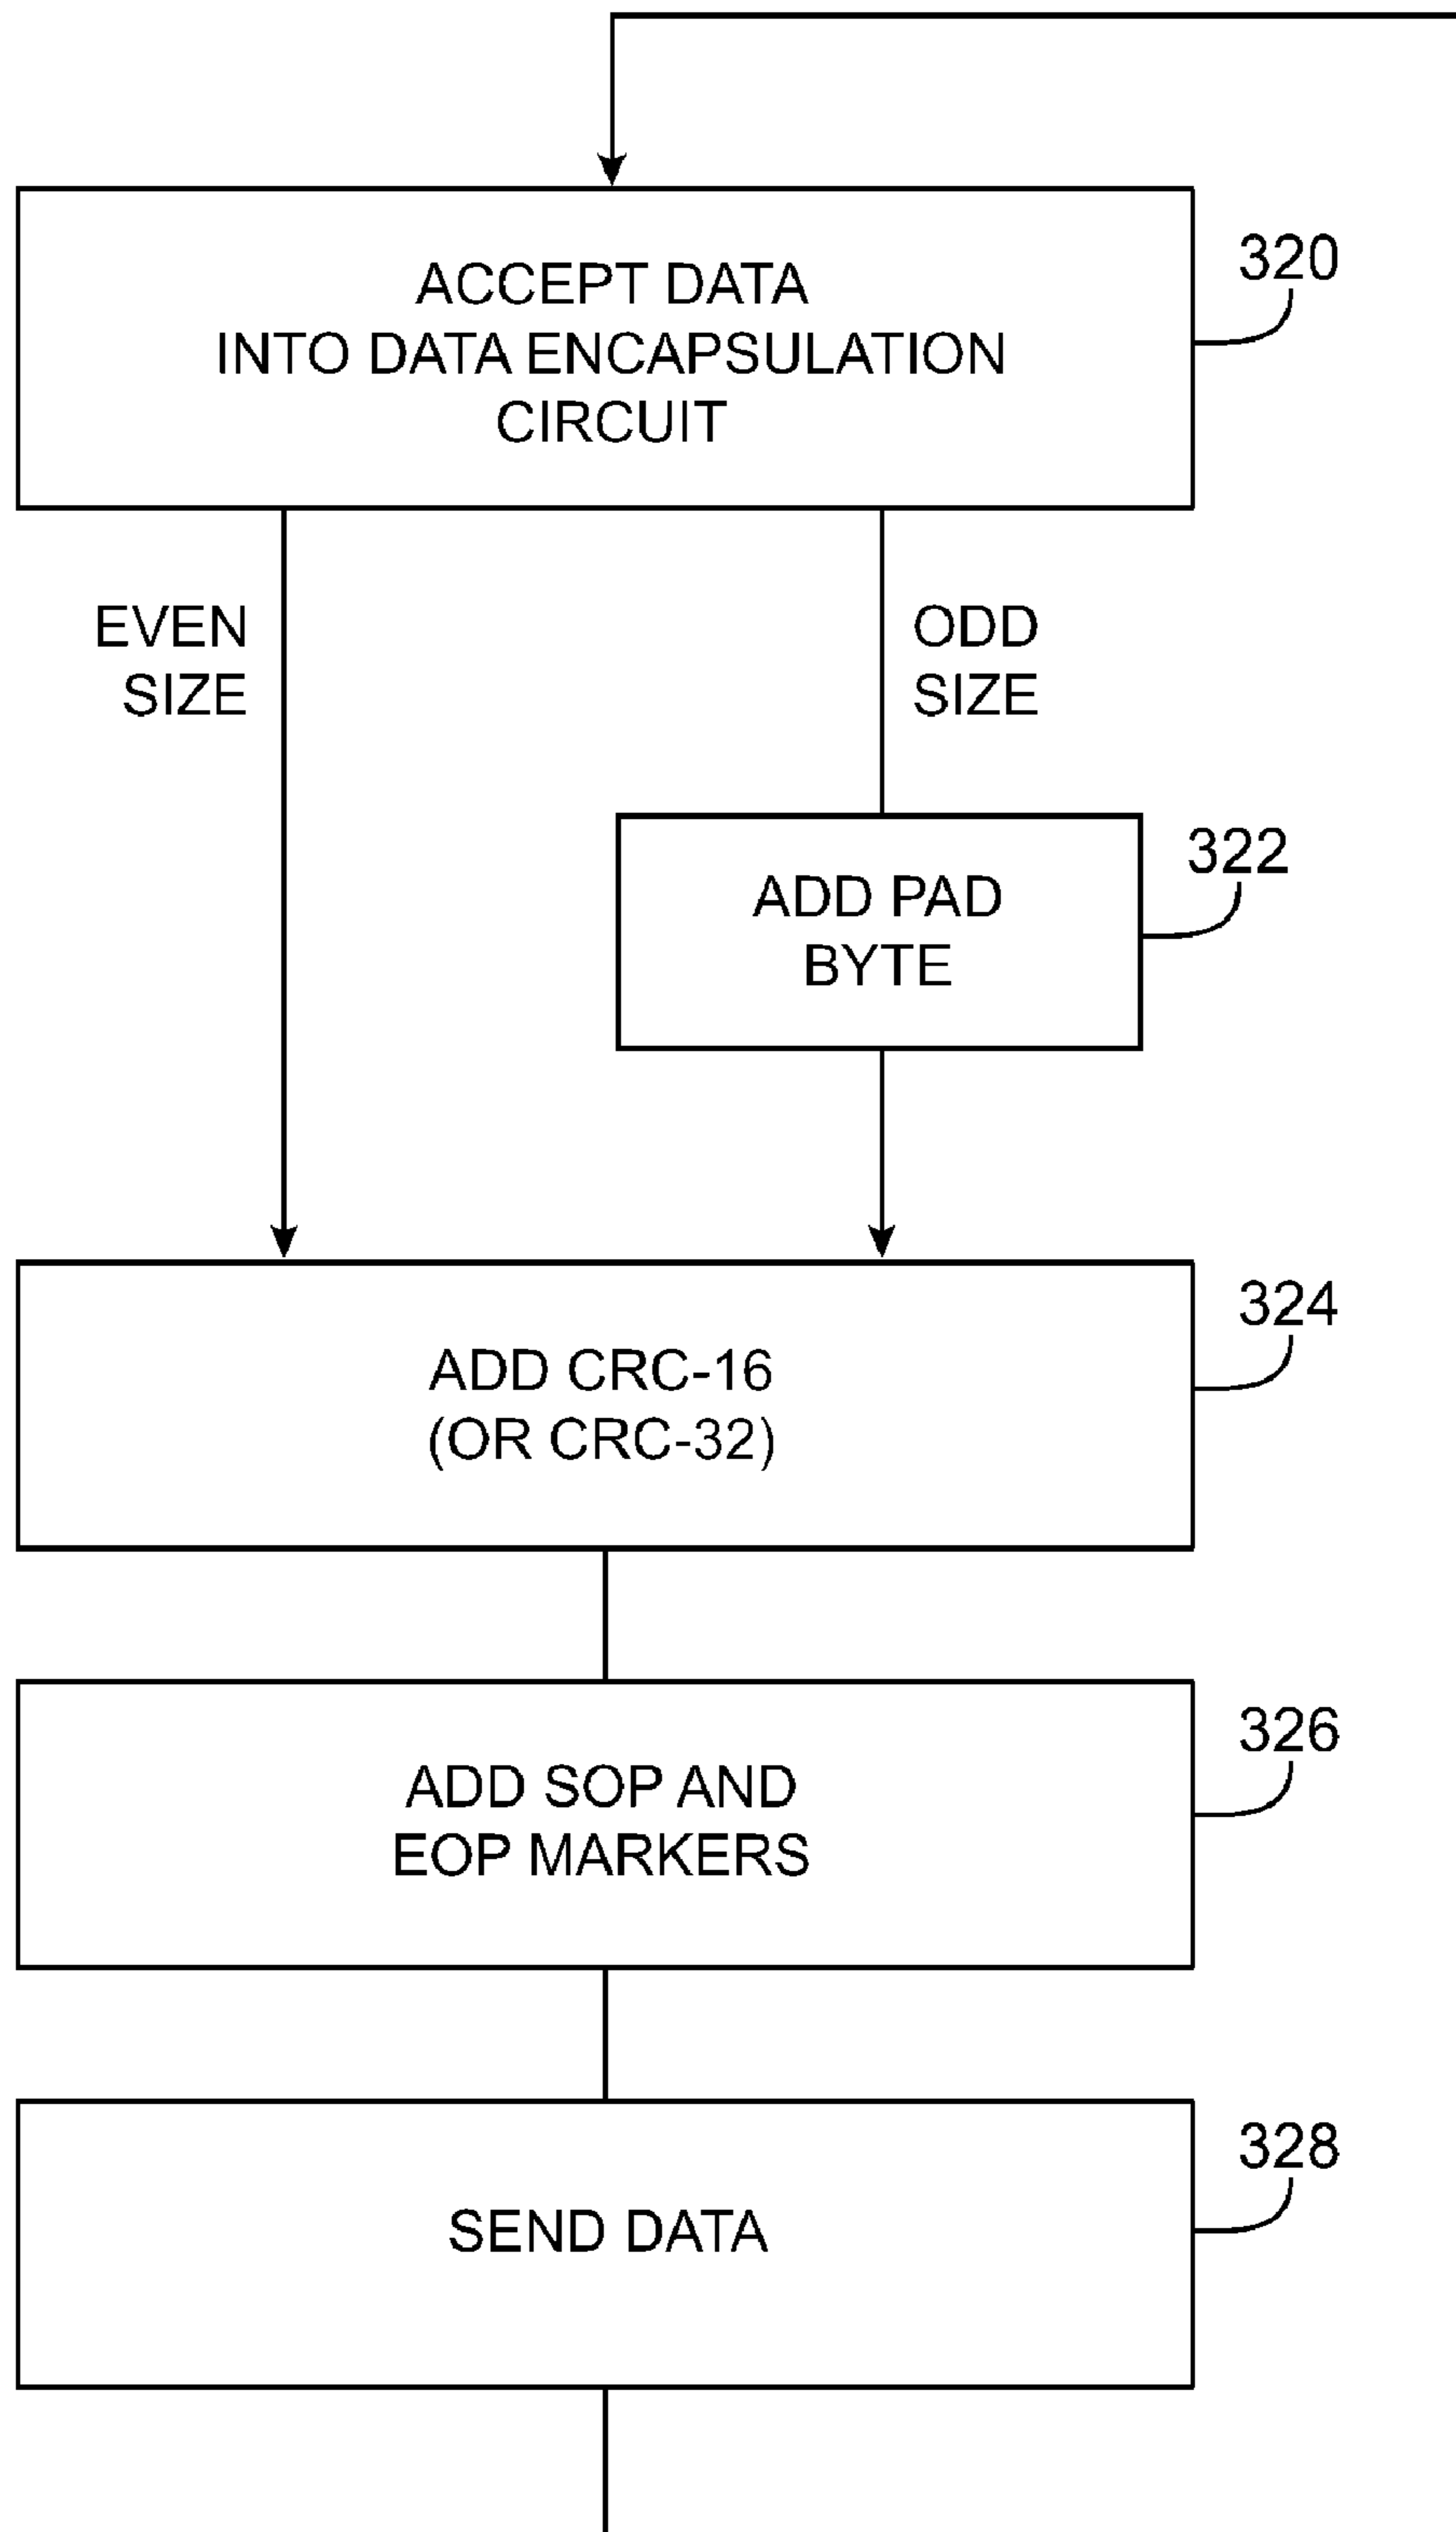 ACCEPT DATA
INTO DATA ENCAPSULATION
CIRCUIT
320
EVEN
SIZE
ODD
SIZE
ADD PAD
BYTE
322
ADD CRC-16
(OR CRC-32)
324
ADD SOP AND
EOP MARKERS
326
SEND DATA
328